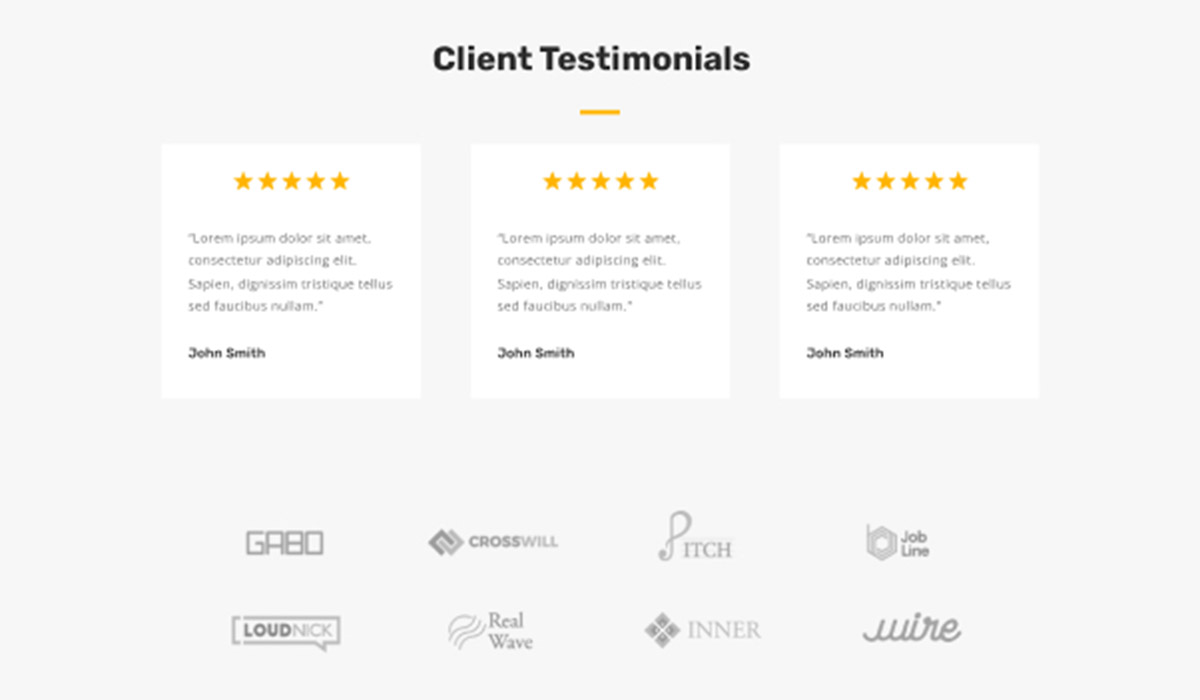 Client Testimonials
"Lorem ipsum dolor sit amet,
consectetur adipiscing elit.
Sapien, dignissim tristique tellus
sed faucibus nullam."
John Smith
"Lorem ipsum dolor sit amet,
consectetur adipiscing elit.
Sapien, dignissim tristique tellus
sed faucibus nullam."
John Smith
"Lorem ipsum dolor sit amet,
consectetur adipiscing elit.
Sapien, dignissim tristique tellus
sed faucibus nullam."
John Smith
GABO
CROSSWILL
PITCH
Job
Line
LOUDNICK
Real
Wave
INNER
wire